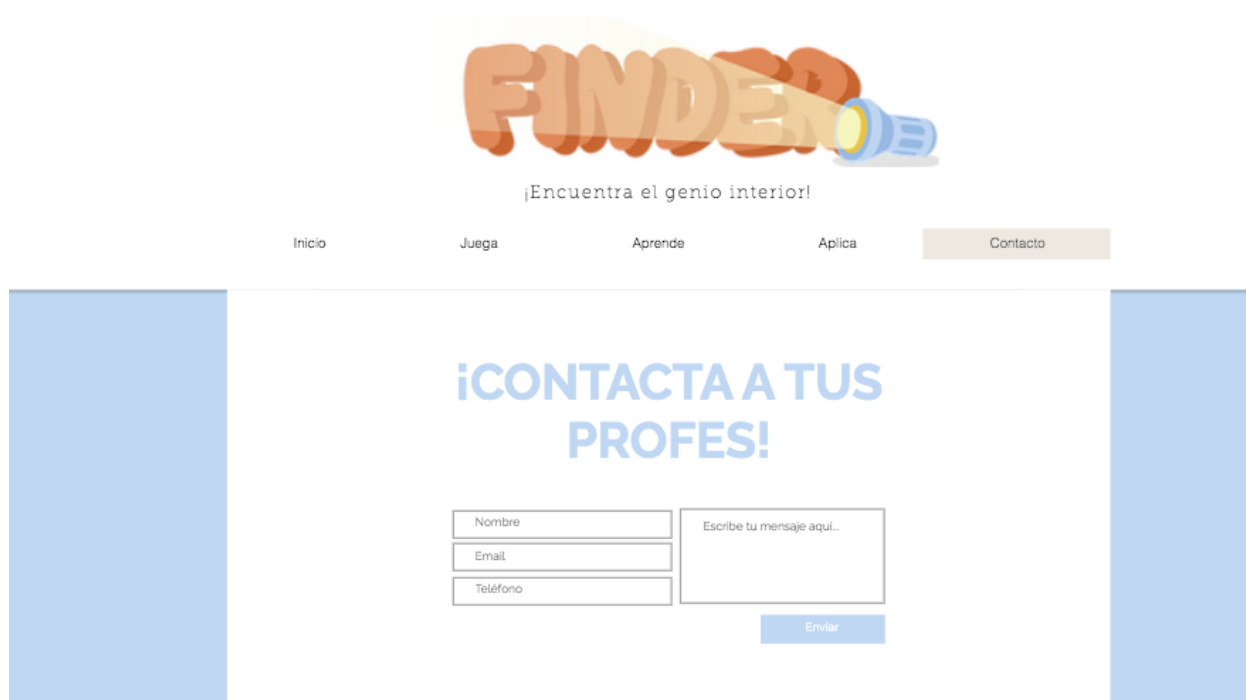 FINDER
¡Encuentra el genio interior!
Inicio
Juega
Aprende
Aplica
Contacto
¡CONTACTA A TUS
PROFES!
Nombre
Email
Teléfono
Escribe tu mensaje aquí...
Enviar